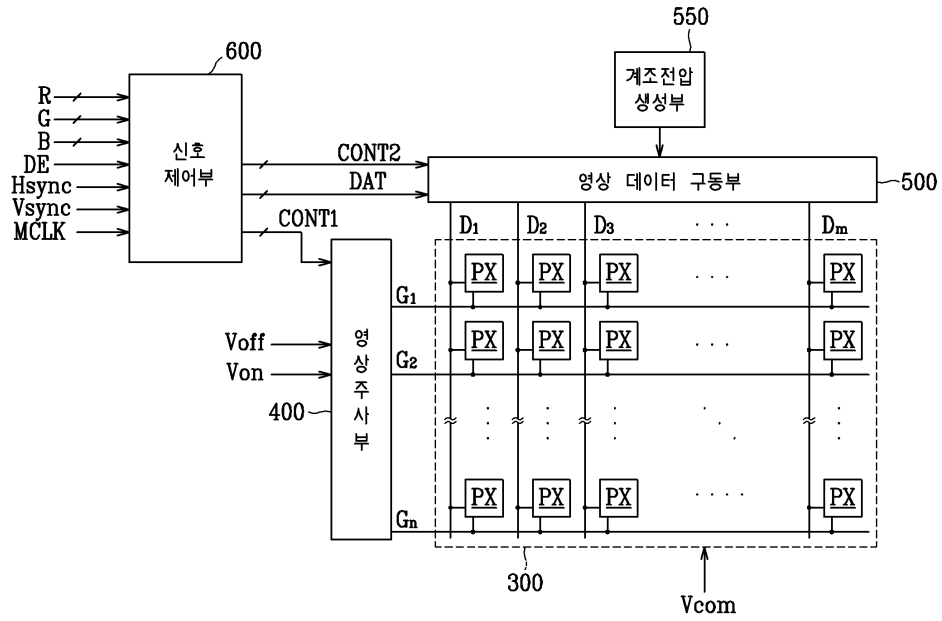 550
600
계조전압
생성부
R
G
B
DE
Hsync
Vsync
MCLK
신호
제어부
CONT2
DAT
CONT1
영상 데이터 구동부
500
D1 D2 D3 · · · Dm
PX PX PX · · · PX
G1
PX PX PX · · · PX
G2
Voff
Von
400
영
상
주
사
부
PX PX PX · · · · PX
Gn
300
Vcom